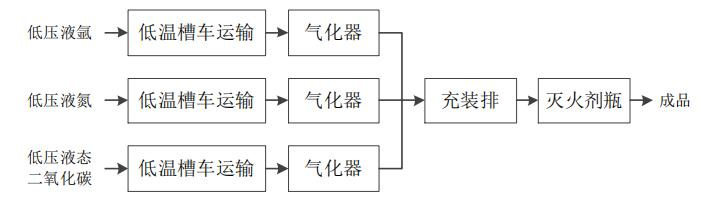 低压液氩
低温槽车运输
气化器
低压液氮
低温槽车运输
气化器
充装排
灭火剂瓶
成品
低压液态
二氧化碳
低温槽车运输
气化器